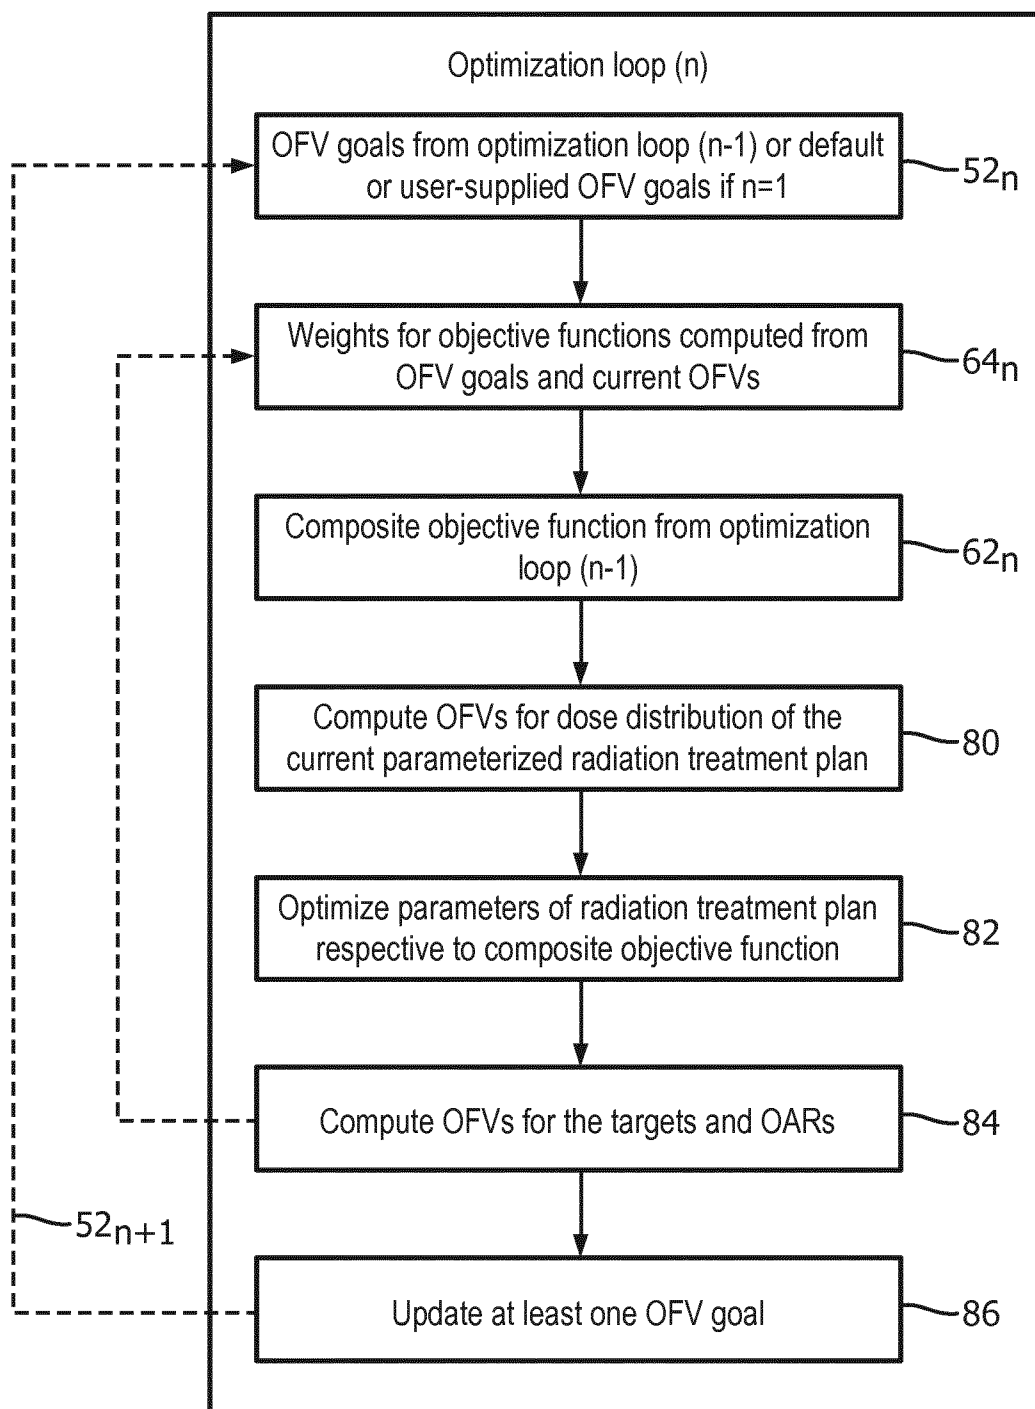 Optimization loop (n)
OFV goals from optimization loop (n-1) or default
or user-supplied OFV goals if n=1
52n
Weights for objective functions computed from
OFV goals and current OFVs
64n
Composite objective function from optimization
loop (n-1)
62n
Compute OFVs for dose distribution of the
current parameterized radiation treatment plan
80
Optimize parameters of radiation treatment plan
respective to composite objective function
82
Compute OFVs for the targets and OARs
84
52n+1
Update at least one OFV goal
86